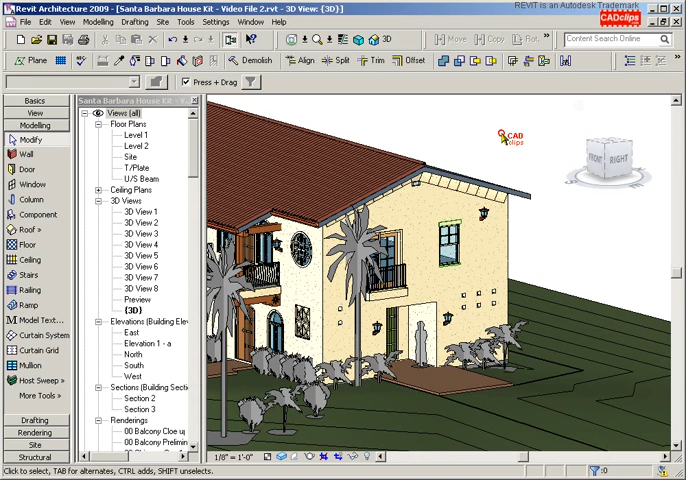 REVIT is an Autodesk Trademark
Revit Architecture 2009 - [Santa Barbara House Kit - Video File 2.rvt - 3D View: {3D}]
CADclips
File Edit View Modelling Drafting Site Tools Settings Window Help
3D
Move
Copy
Rot..
Content Search Online
Plane
Demolish
Align
Split
Trim
Offset
Press + Drag
Basics
View
Modelling
Modify
Wall
Door
Window
Column
Component
Roof »
Floor
Ceiling
Stairs
Railing
Ramp
Model Text...
Curtain System
Curtain Grid
Mullion
Host Sweep »
More Tools »
Drafting
Rendering
Site
Structural
Santa Barbara House Kit - Vid...
Views (all)
Floor Plans
Level 1
Level 2
Site
T/Plate
U/S Beam
Ceiling Plans
3D Views
3D View 1
3D View 2
3D View 3
3D View 4
3D View 5
3D View 6
3D View 7
3D View 8
Preview
{3D}
Elevations (Building Elev
East
Elevation 1 - a
North
South
West
Sections (Building Sectio
Section 2
Section 3
Renderings
00 Balcony Cloe up
00 Balcony Prelimin
CAD
clips
FRONT
RIGHT
1/8" = 1'-0"
Click to select, TAB for alternates, CTRL adds, SHIFT unselects.
:0